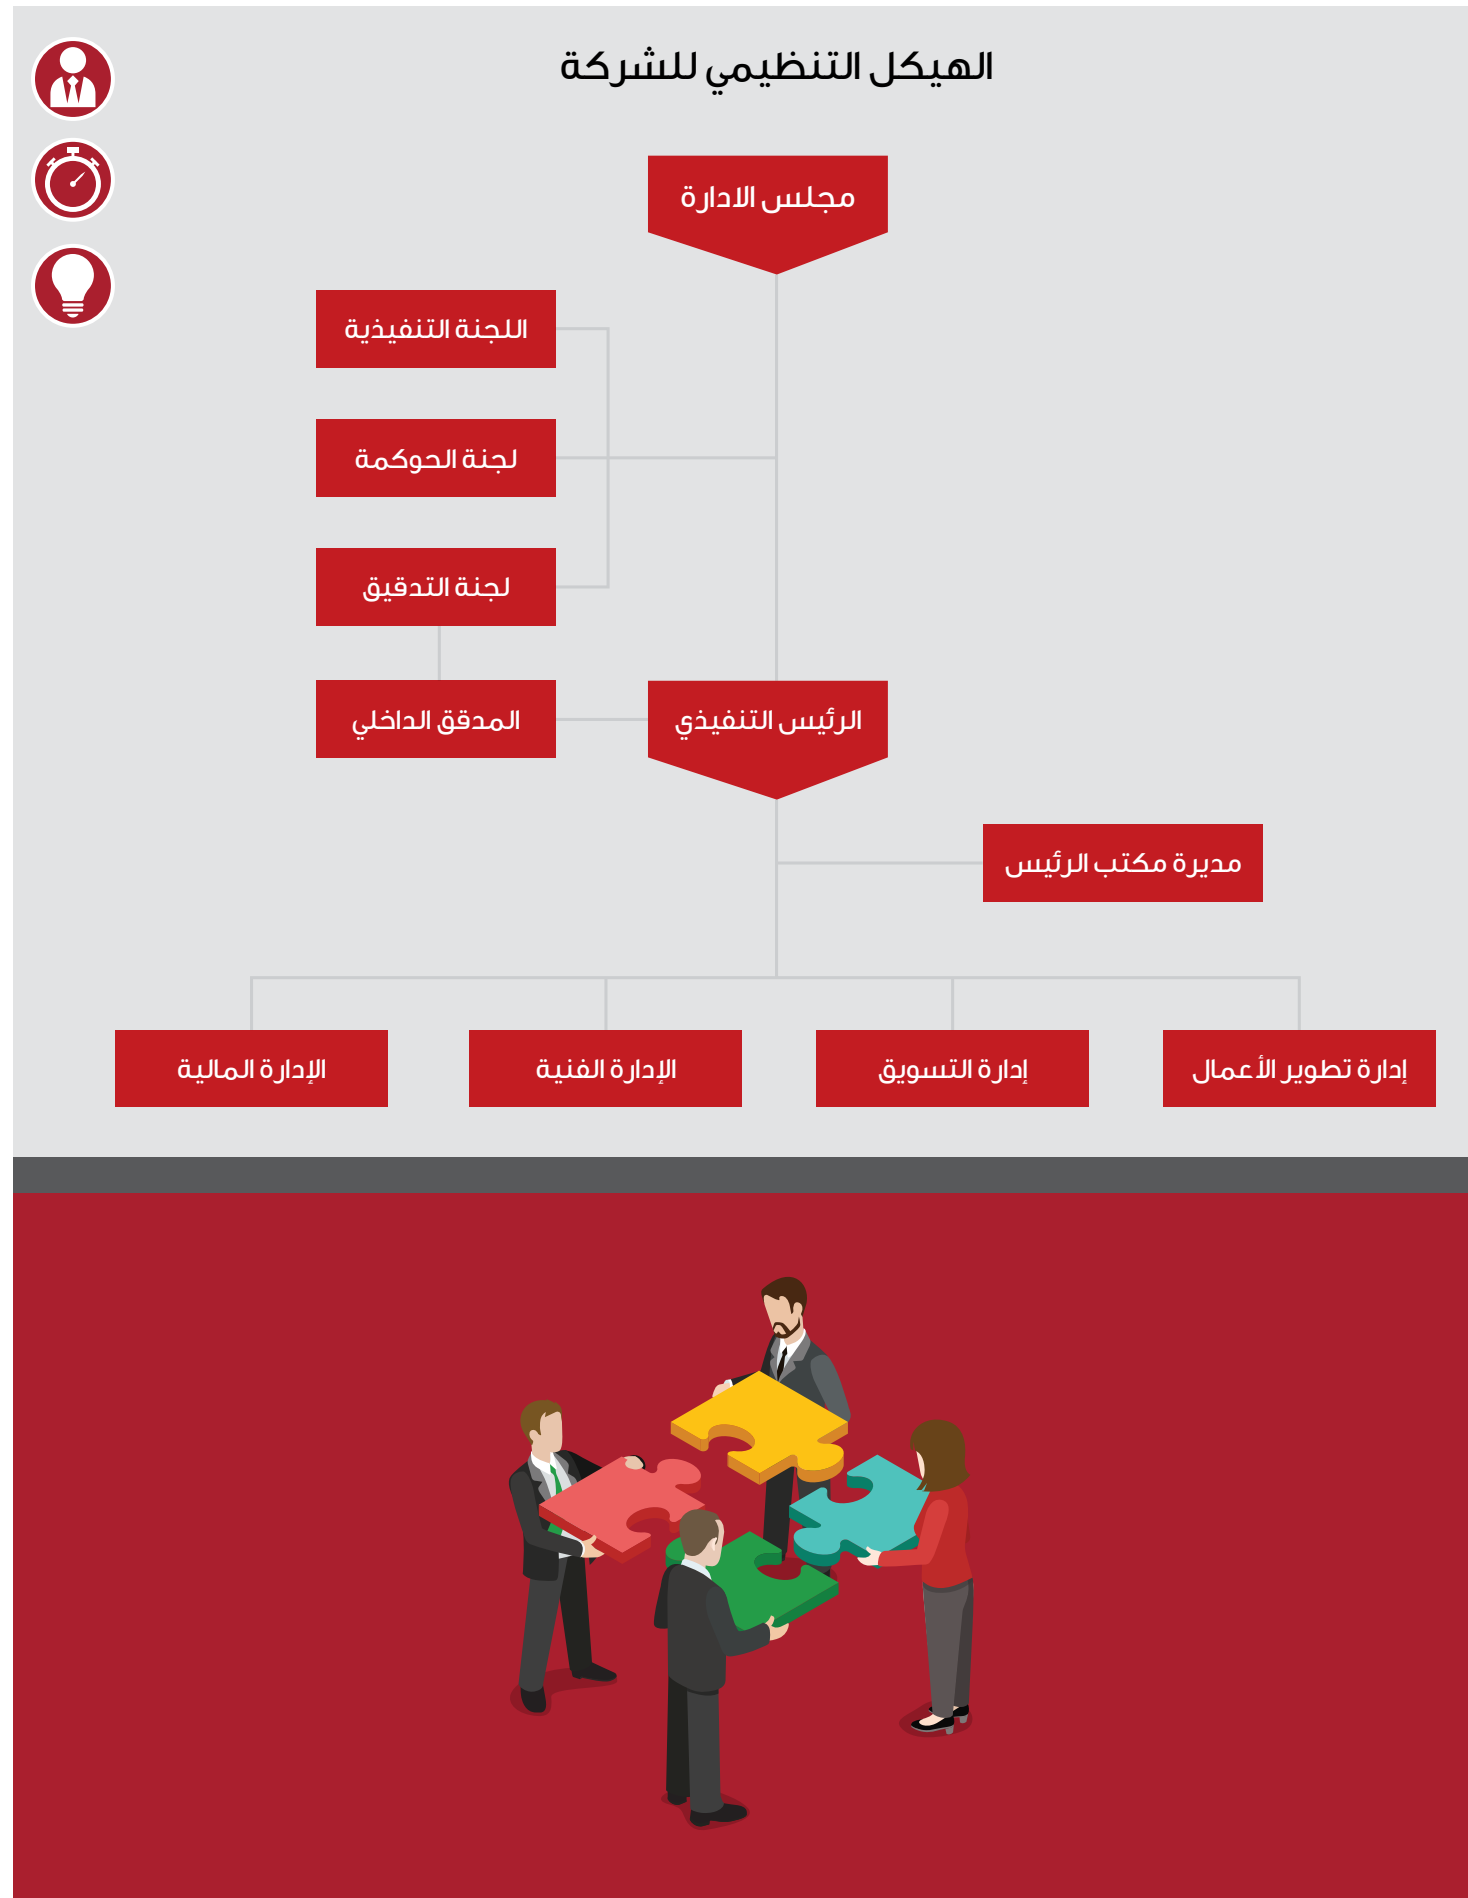 الهيكل التنظيمي للشركة
مجلس الادارة
اللجنة التنفيذية
لجنة الحوكمة
لجنة التدقيق
الرئيس التنفيذي
المدقق الداخلي
مديرة مكتب الرئيس
إدارة تطوير الأعمال
إدارة التسويق
الإدارة الفنية
الإدارة المالية